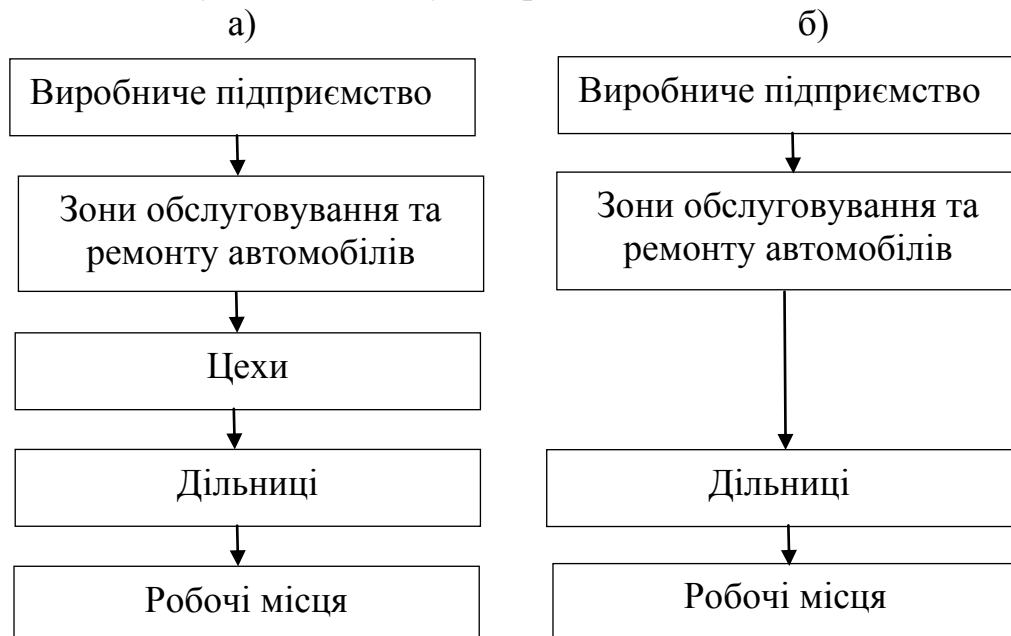 а)
Виробниче підприємство
Зони обслуговування та
ремонту автомобілів
Цехи
Дільниці
Робочі місця
б)
Виробниче підприємство
Зони обслуговування та
ремонту автомобілів
Дільниці
Робочі місця